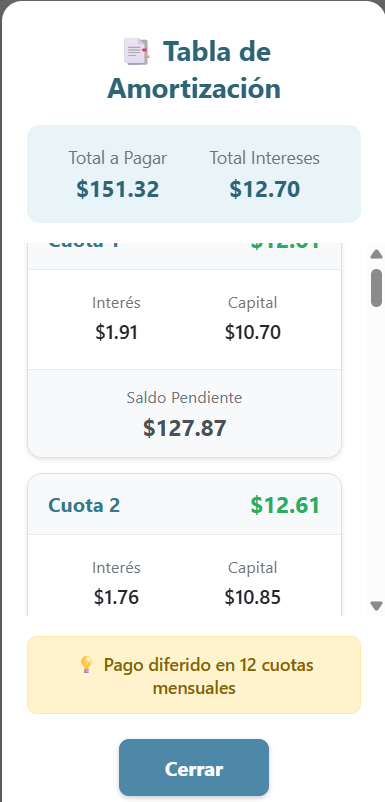 Tabla de
Amortización
Total a Pagar Total Intereses
$151.32 $12.70
Cuota 1 $12.61
Interés Capital
$1.91 $10.70
Saldo Pendiente
$127.87
Cuota 2 $12.61
Interés Capital
$1.76 $10.85
Pago diferido en 12 cuotas
mensuales
Cerrar